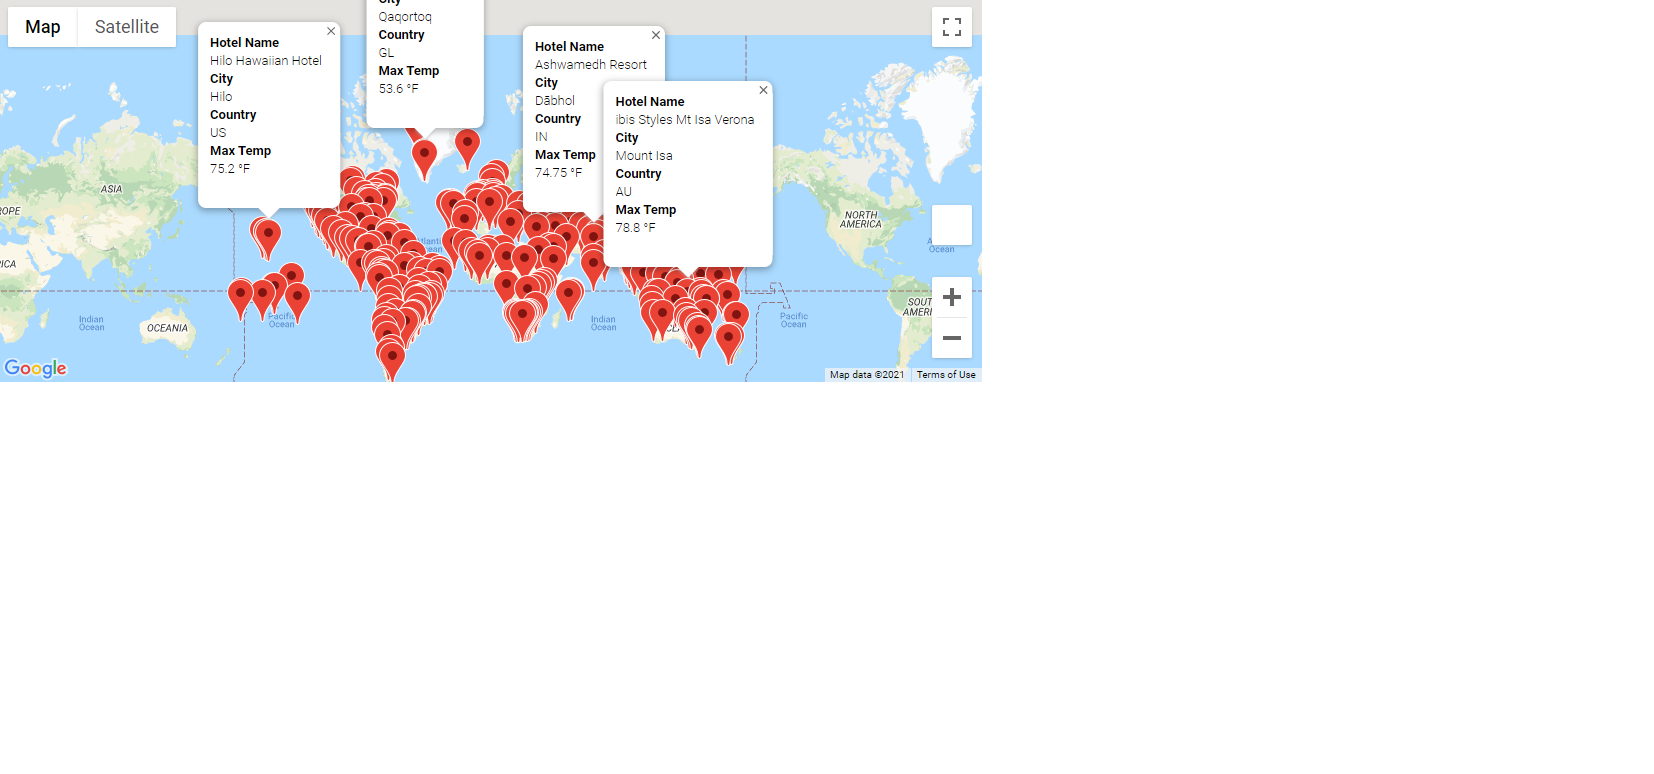 Map
Satellite
Hotel Name
Hilo Hawaiian Hotel
City
Hilo
Country
US
Max Temp
75.2 °F
City
Qaqortoq
Country
GL
Max Temp
53.6 °F
Hotel Name
Ashwamedh Resort
City
Dābhol
Country
IN
Max Temp
74.75 °F
Hotel Name
ibis Styles Mt Isa Verona
City
Mount Isa
Country
AU
Max Temp
78.8 °F
ASIA
NORTH
AMERICA
Indian
Ocean
OCEANIA
Pacific
Ocean
Indian
Ocean
Pacific
Ocean
Ocean
SOUT
AMERI
Google
Map data ©2021
Terms of Use